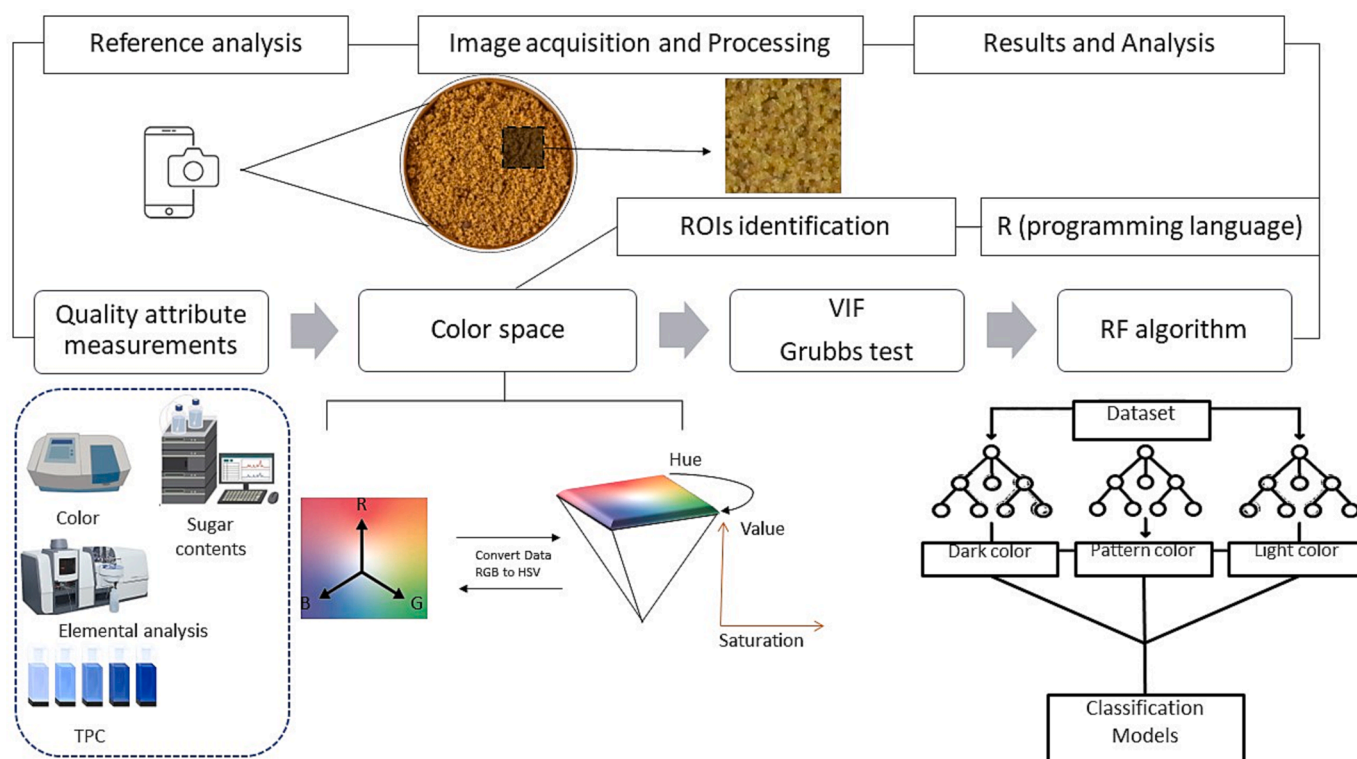 Reference analysis
Image acquisition and Processing
Results and Analysis
ROIs identification
R (programming language)
Quality attribute
measurements
Color space
VIF
Grubbs test
RF algorithm
Color
Sugar
contents
Elemental analysis
TPC
R
B
G
Convert Data
RGB to HSV
Hue
Value
Saturation
Dataset
Dark color
Pattern color
Light color
Classification
Models